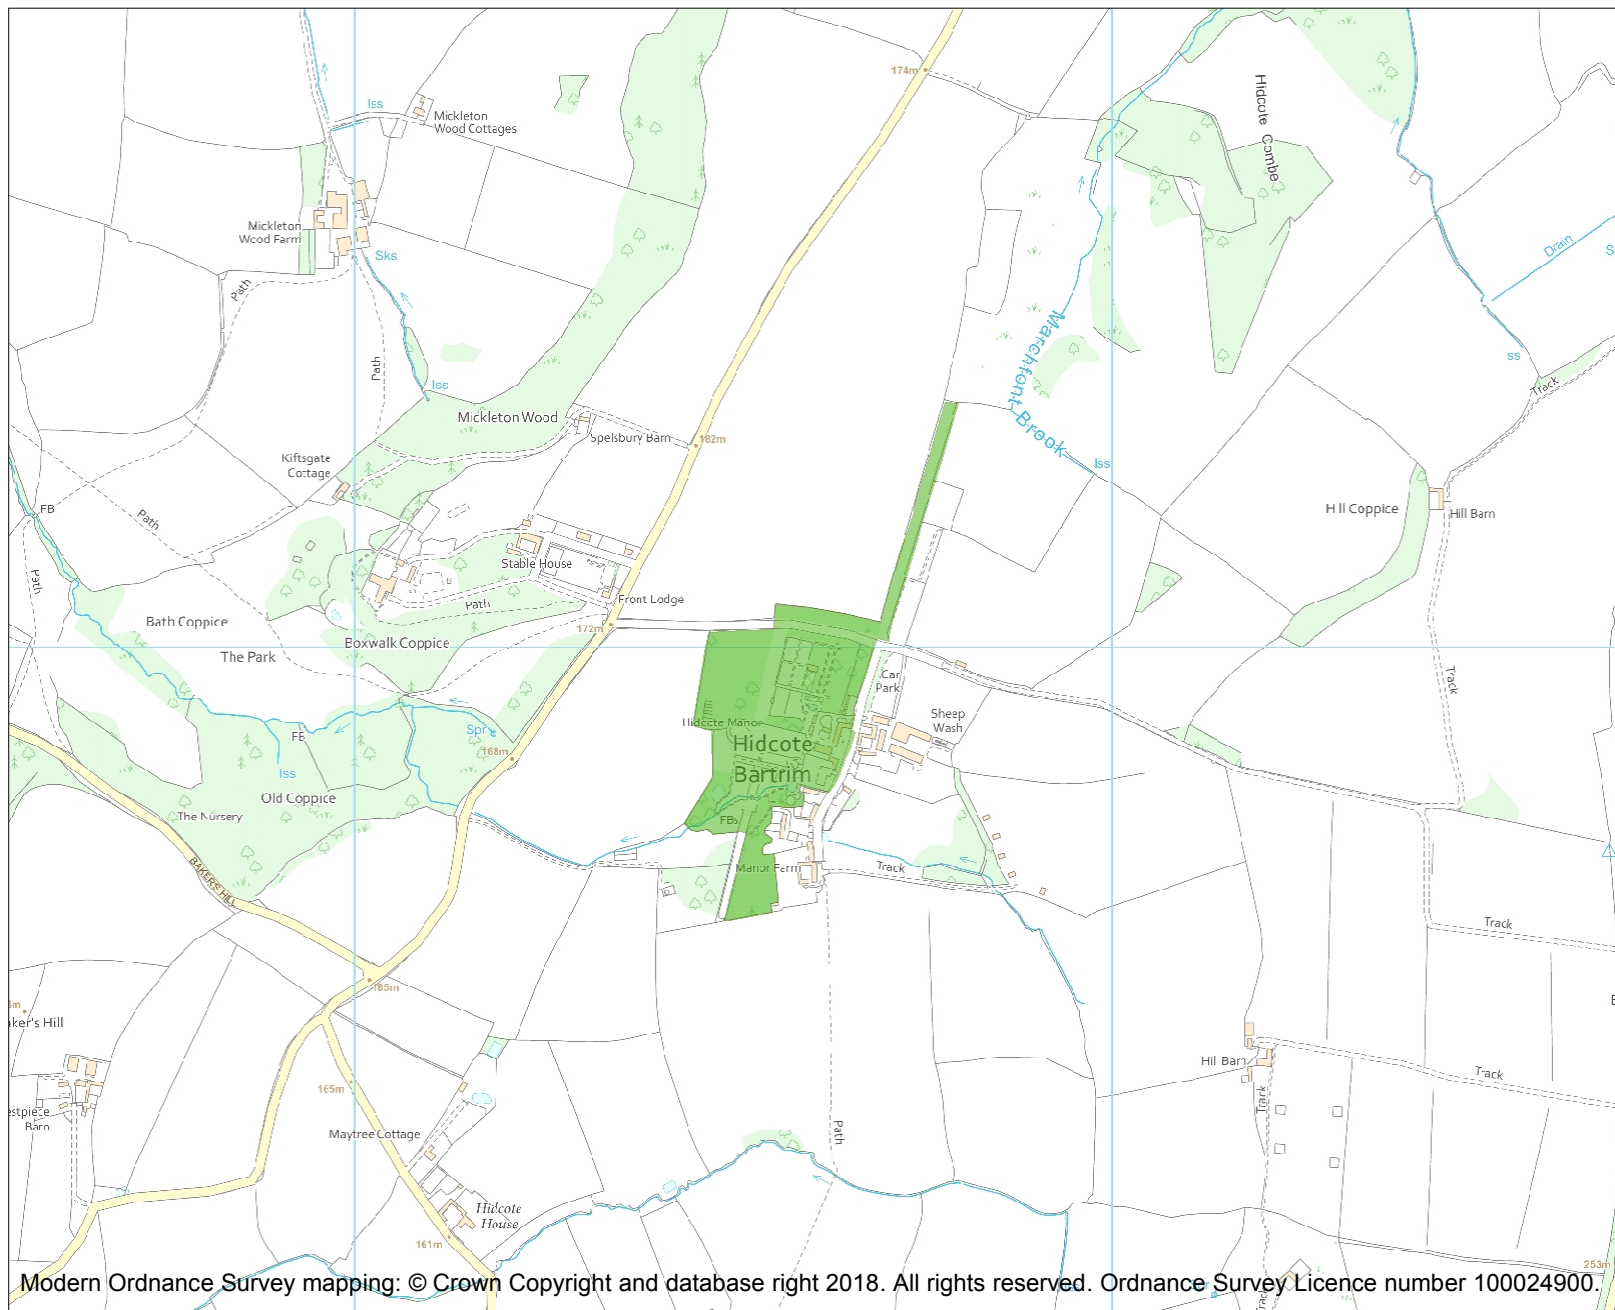 174m
Iss
Mickleton
Wood Cottages
Hidcote Combe
Mickleton
Wood Farm
Sks
Drain
Path
Path
Marchfont Brook
Iss
ss
Track
Mickleton Wood
Spelsbury Barn
182m
Kiftsgate
Cottage
Iss
Hill Coppice
Hill Barn
FB
Path
Stable House
Path
Path
Front Lodge
Bath Coppice
172m
Boxwalk Coppice
The Park
Car
Park
Track
Hidcote Manor
Sheep
Wash
Hidcote
Bartrim
Spr
FB
168m
Iss
Old Coppice
The Nursery
FBs
BAKER'S HILL
Manor Farm
Track
Track
165m
ker's Hill
Hill Barn
Track
Track
165m
estpiece
Barn
Maytree Cottage
Path
Hidcote
House
161m
253m
Modern Ordnance Survey mapping: © Crown Copyright and database right 2018. All rights reserved. Ordnance Survey Licence number 100024900.